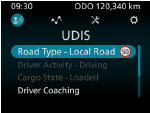 09:30 ODO 120,340 km
UDIS
Road Type - Local Road 50
Driver Activity - Driving
Cargo State - Loaded
Driver Coaching